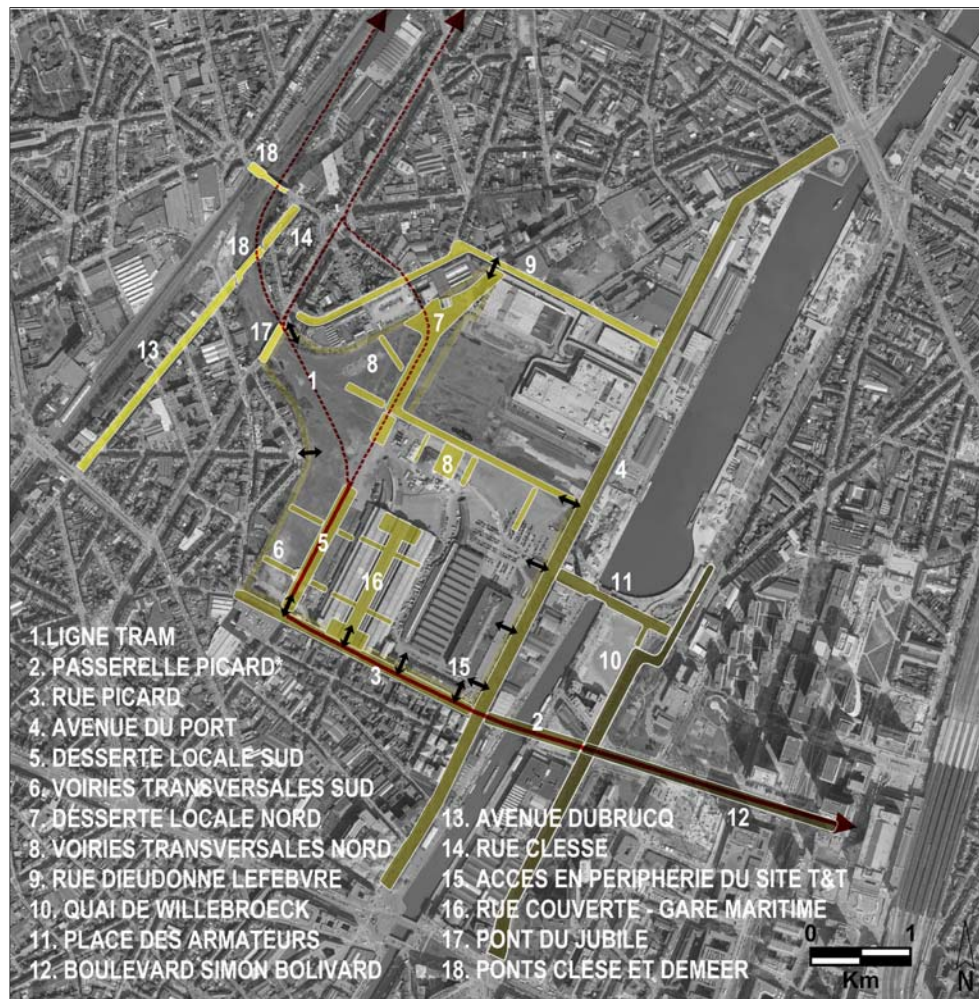 18
18
14
9
17
7
13
1
8
4
8
6
5
16
11
10
15
3
2
12
1.LIGNE TRAM
2. PASSERELLE PICARD*
3. RUE PICARD
4. AVENUE DU PORT
5. DESSERTE LOCALE SUD
6. VOIRIES TRANSVERSALES SUD
7. DESSERTE LOCALE NORD
8. VOIRIES TRANSVERSALES NORD
9. RUE DIEUDONNE LEFEBVRE
10. QUAI DE WILLEBROECK
11. PLACE DES ARMATEURS
12. BOULEVARD SIMON BOLIVARD
13. AVENUE DUBRUCQ
14. RUE CLESSE
15. ACCES EN PERIPHERIE DU SITE T&T
16. RUE COUVERTE - GARE MARITIME
17. PONT DU JUBILE
18. PONTS CLESE ET DEMEER
0 1
Km
N